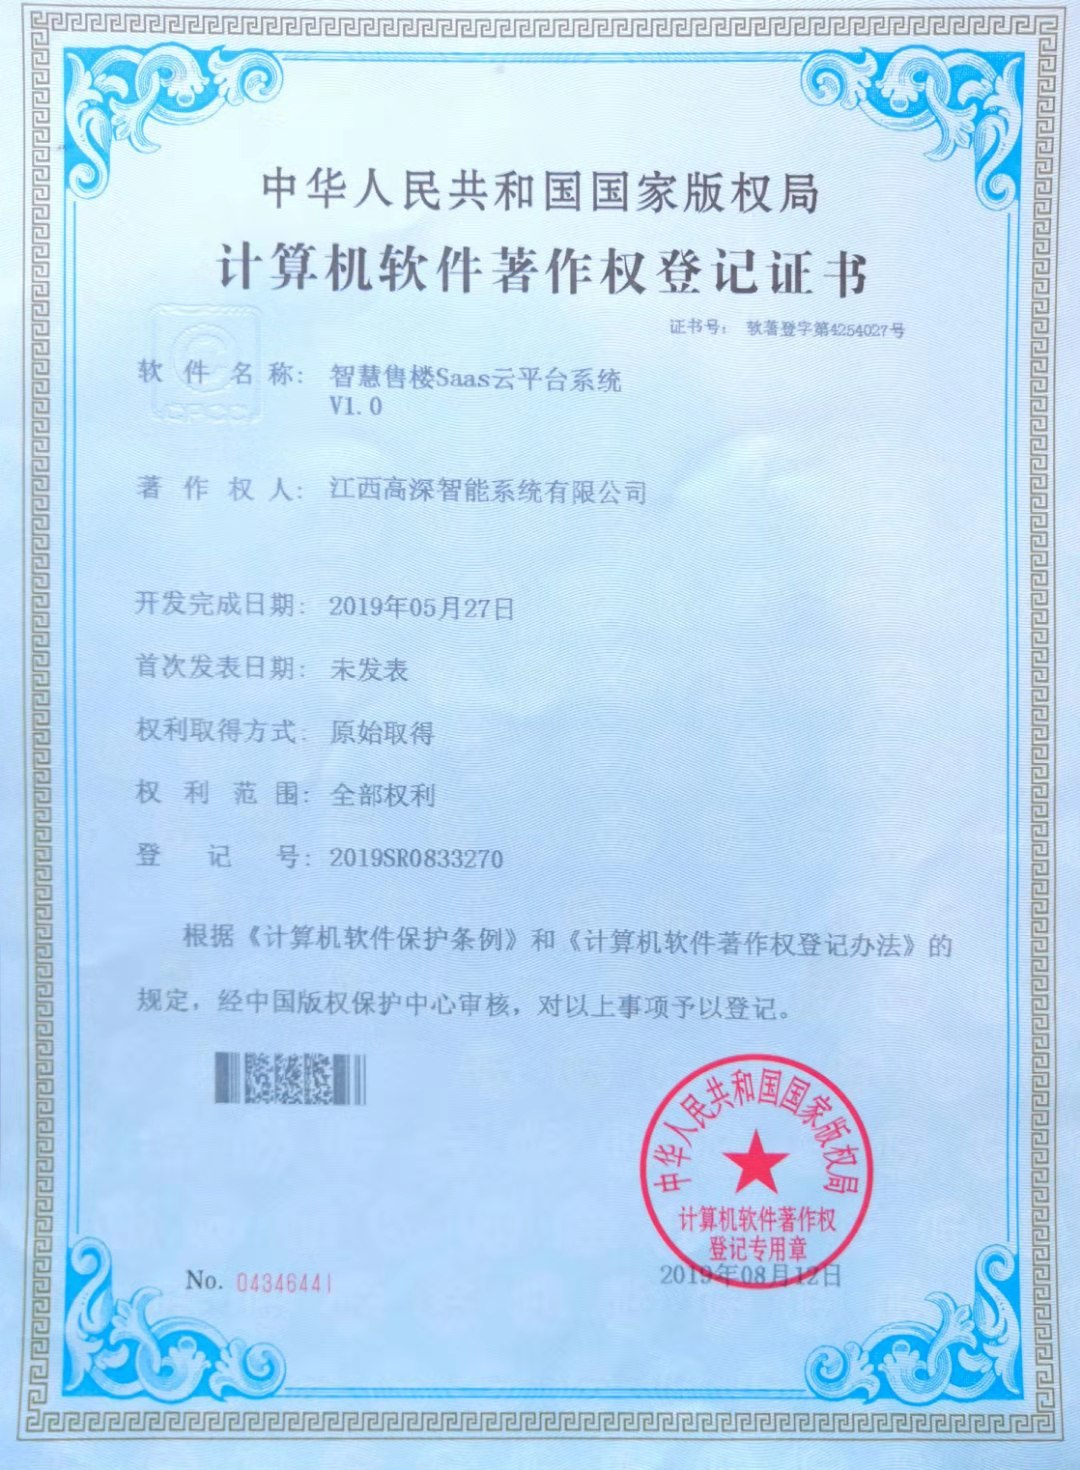 中华人民共和国国家版权局
计算机软件著作权登记证书
证书号： 软著登字第4254027号
CPCC
软件名称： 智慧售楼Saas云平台系统
V1.0
著作权人： 江西高深智能系统有限公司
开发完成日期： 2019年05月27日
首次发表日期： 未发表
权利取得方式： 原始取得
权利范围： 全部权利
登记号： 2019SR0833270
根据《计算机软件保护条例》和《计算机软件著作权登记办法》的
规定，经中国版权保护中心审核，对以上事项予以登记。
中华人民共和国国家版权局
计算机软件著作权
登记专用章
No. 04346441
2019年08月12日